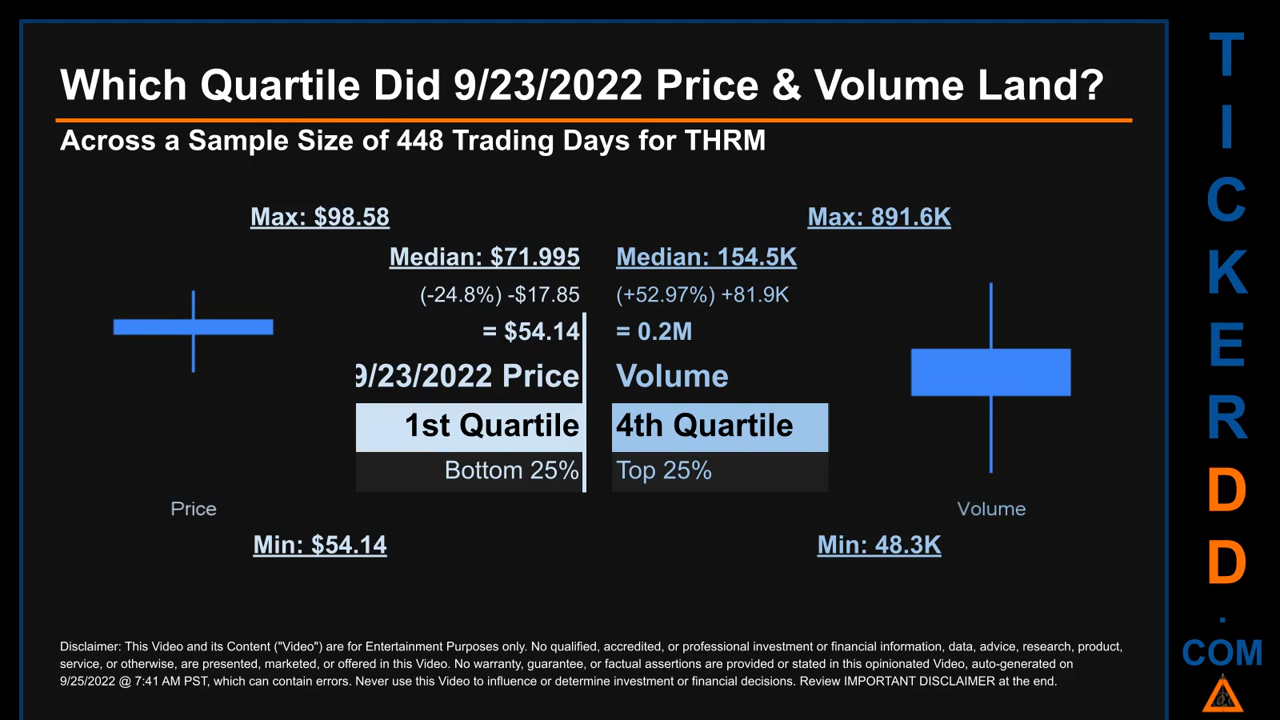 Which Quartile Did 9/23/2022 Price & Volume Land?
Across a Sample Size of 448 Trading Days for THRM
Max: $98.58
Max: 891.6K
Median: $71.995
Median: 154.5K
(-24.8%) -$17.85
(+52.97%) +81.9K
= $54.14
= 0.2M
9/23/2022 Price
Volume
1st Quartile
4th Quartile
Bottom 25%
Top 25%
Price
Volume
Min: $54.14
Min: 48.3K
Disclaimer: This Video and its Content ("Video") are for Entertainment Purposes only. No qualified, accredited, or professional investment or financial information, data, advice, research, product,
service, or otherwise, are presented, marketed, or offered in this Video. No warranty, guarantee, or factual assertions are provided or stated in this opinionated Video, auto-generated on
9/25/2022 @ 7:41 AM PST, which can contain errors. Never use this Video to influence or determine investment or financial decisions. Review IMPORTANT DISCLAIMER at the end.
T
I
C
K
E
R
D
D
.
COM